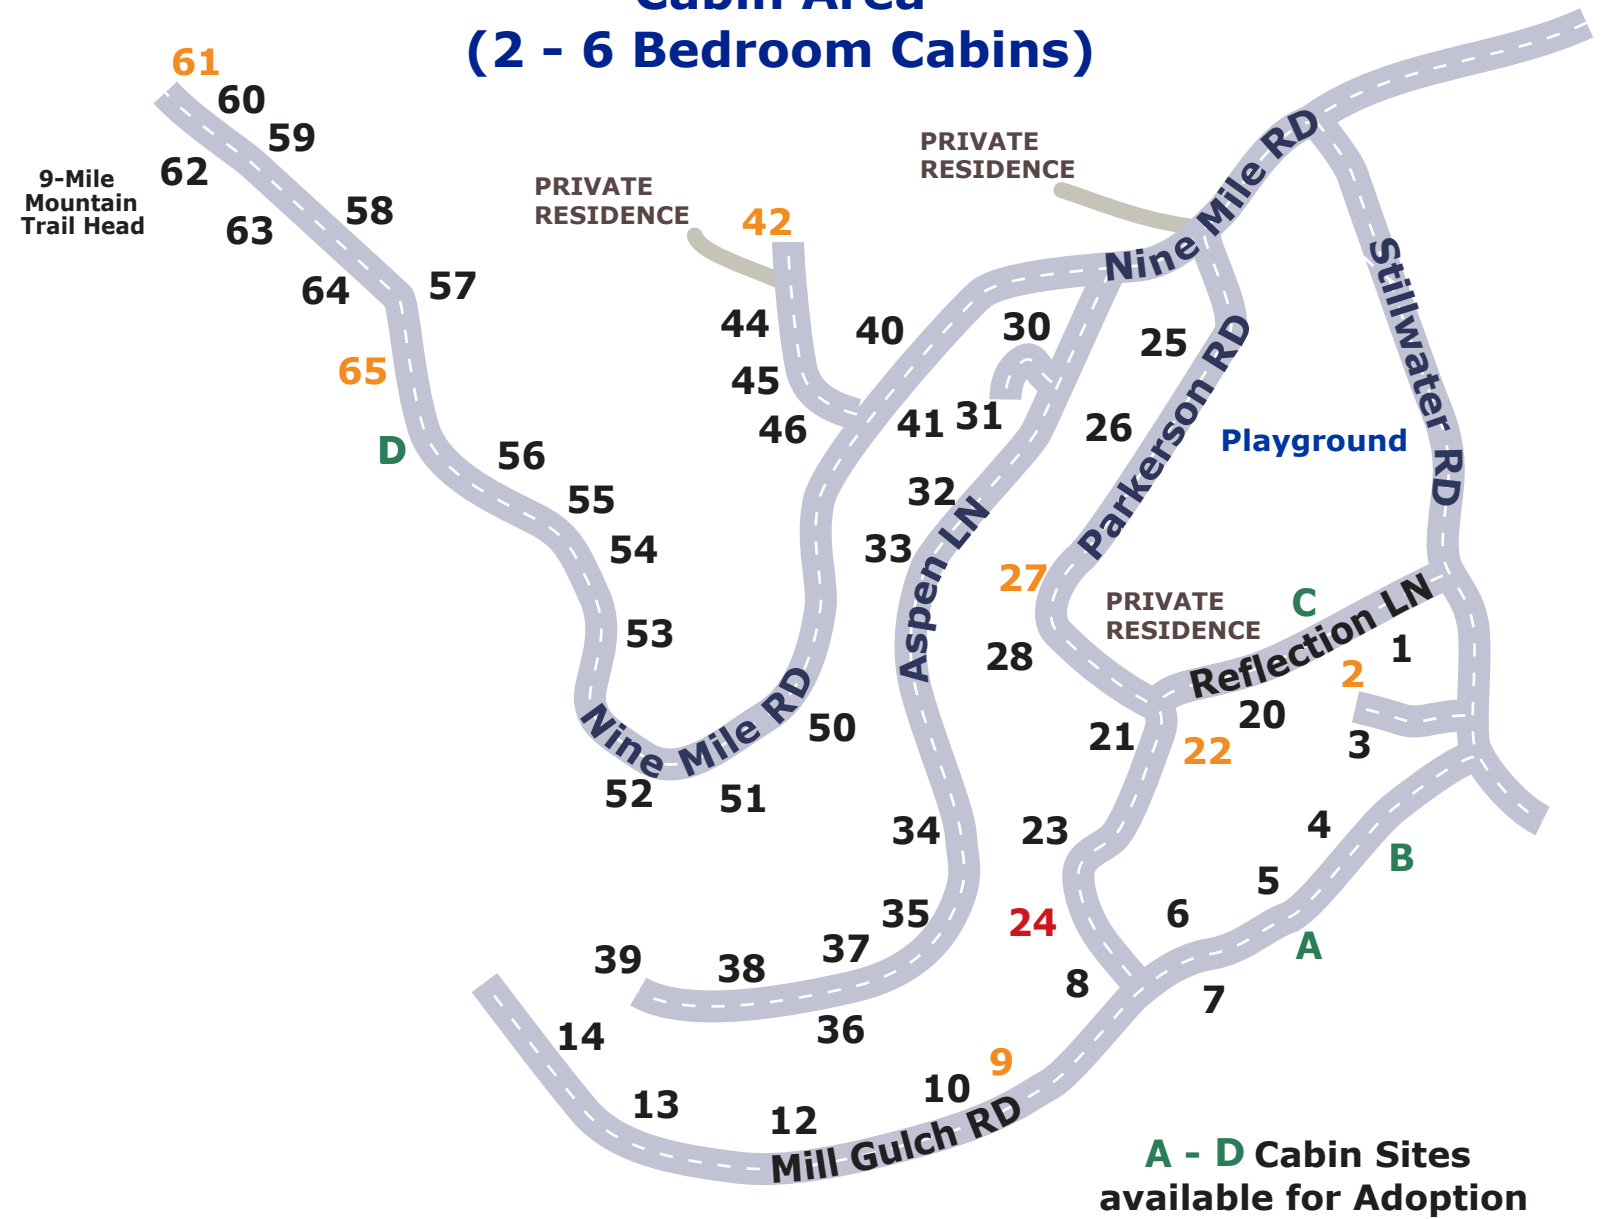 Cabin Area
(2 - 6 Bedroom Cabins)
61
60
59
62
9-Mile
Mountain
Trail Head
63
58
64
57
65
D
56
55
54
53
PRIVATE
RESIDENCE
42
PRIVATE
RESIDENCE
Nine Mile RD
Stillwater RD
44
40
30
25
45
46
41
31
26
Parkerson RD
Playground
32
33
Aspen LN
27
28
PRIVATE
RESIDENCE
C
Reflection LN
1
2
20
3
21
22
Nine Mile RD
50
52
51
34
23
4
B
5
35
24
6
A
37
39
38
8
7
36
14
9
10
13
12
Mill Gulch RD
A - D Cabin Sites
available for Adoption